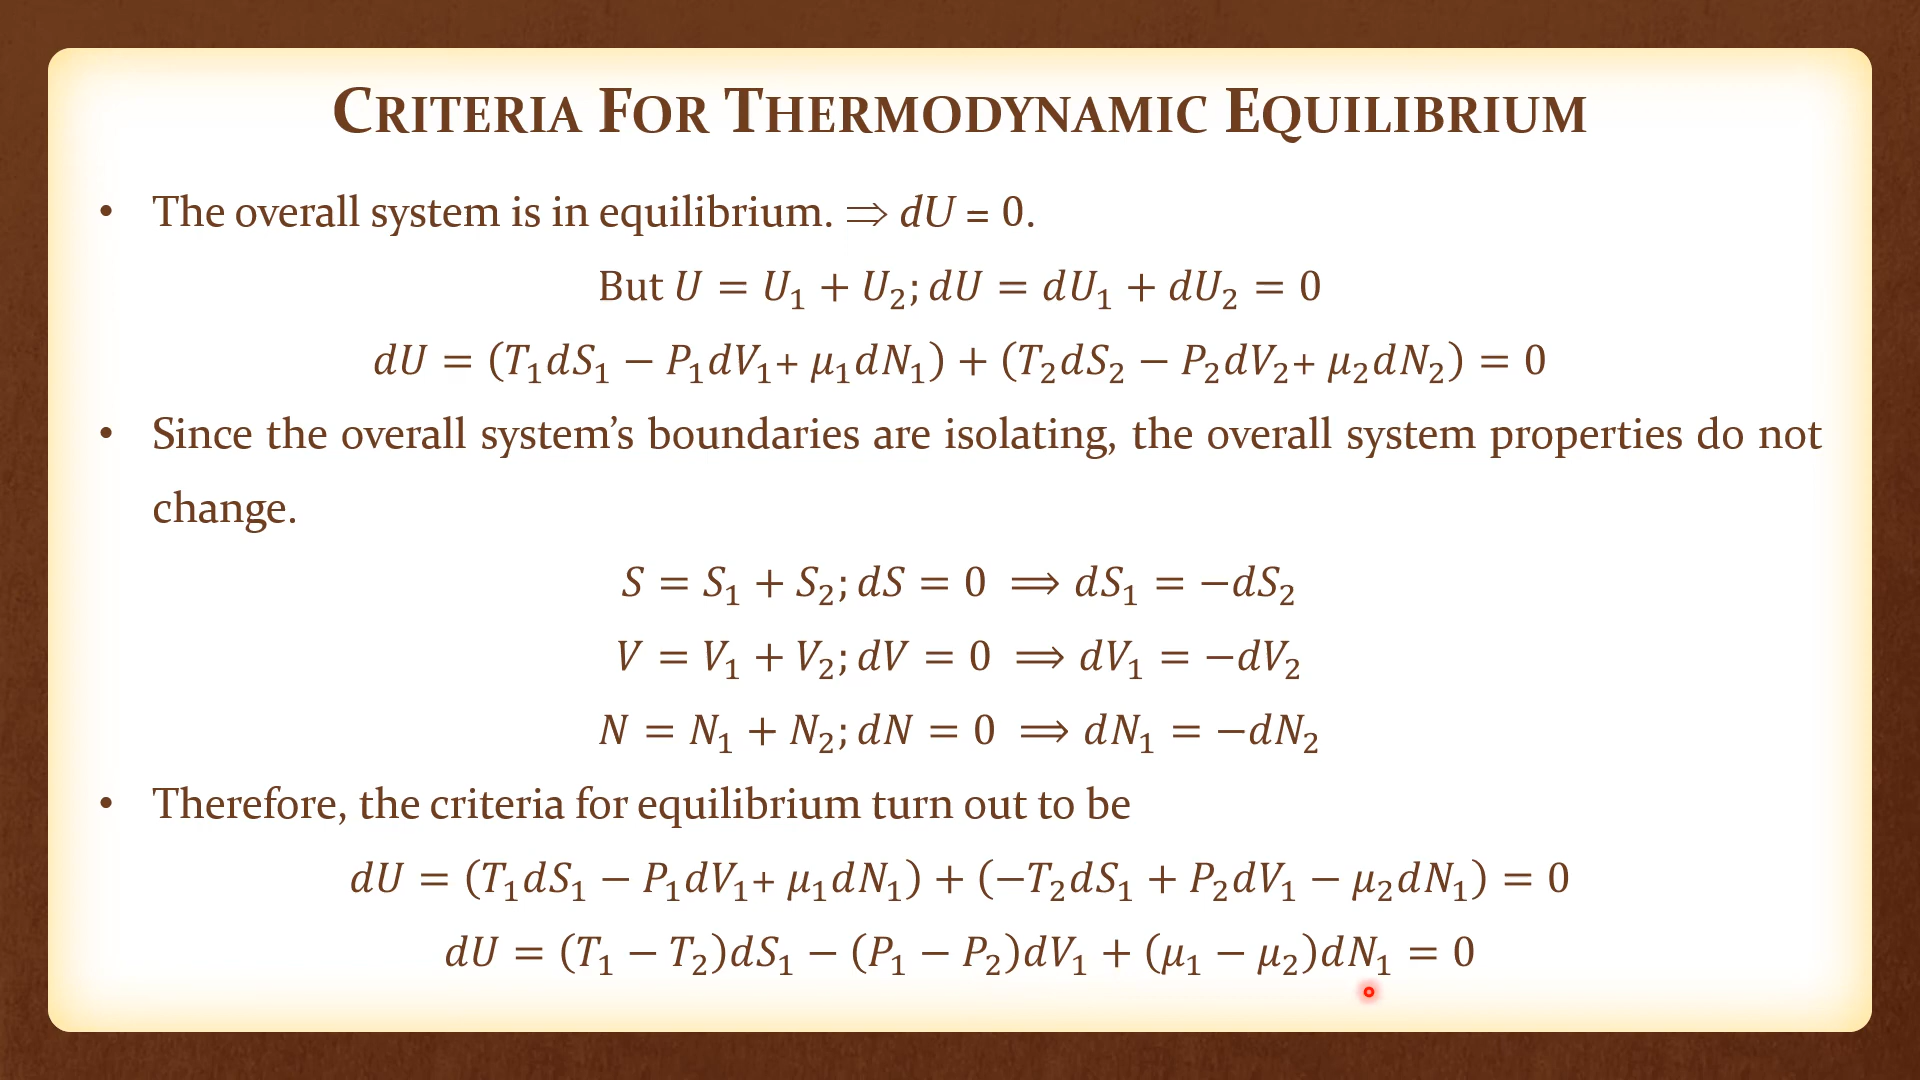 CRITERIA FOR THERMODYNAMIC EQUILIBRIUM
• The overall system is in equilibrium. ⟹ dU = 0.
But U = U₁ + U₂; dU = dU₁ + dU₂ = 0
dU = (T₁dS₁ − P₁dV₁+ μ₁dN₁) + (T₂dS₂ − P₂dV₂+ μ₂dN₂) = 0
• Since the overall system’s boundaries are isolating, the overall system properties do not
change.
S = S₁ + S₂; dS = 0 ⟹ dS₁ = −dS₂
V = V₁ + V₂; dV = 0 ⟹ dV₁ = −dV₂
N = N₁ + N₂; dN = 0 ⟹ dN₁ = −dN₂
• Therefore, the criteria for equilibrium turn out to be
dU = (T₁dS₁ − P₁dV₁+ μ₁dN₁) + (−T₂dS₁ + P₂dV₁ − μ₂dN₁) = 0
dU = (T₁ − T₂)dS₁ − (P₁ − P₂)dV₁ + (μ₁ − μ₂)dN₁ = 0